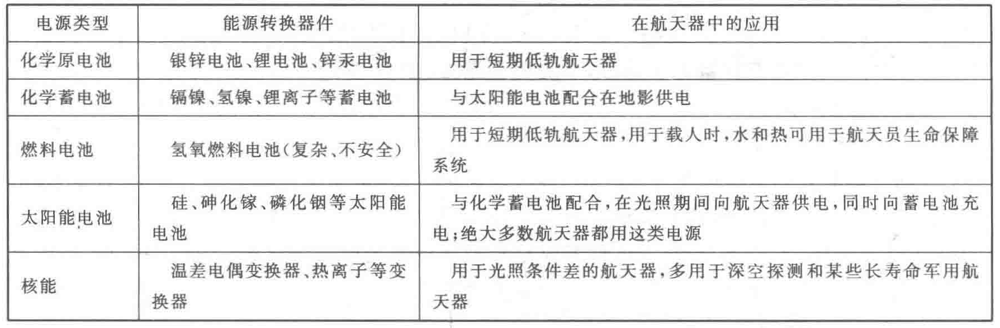 电源类型
能源转换器件
在航天器中的应用
化学原电池
银锌电池、锂电池、锌汞电池
用于短期低轨航天器
化学蓄电池
镉镍、氢镍、锂离子等蓄电池
与太阳能电池配合在地影供电
燃料电池
氢氧燃料电池(复杂、不安全)
用于短期低轨航天器,用于载人时,水和热可用于航天员生命保障
系统
太阳能电池
硅、砷化镓、磷化铟等太阳能
电池
与化学蓄电池配合,在光照期间向航天器供电,同时向蓄电池充
电;绝大多数航天器都用这类电源
核能
温差电偶变换器、热离子等变
换器
用于光照条件差的航天器,多用于深空探测和某些长寿命军用航
天器